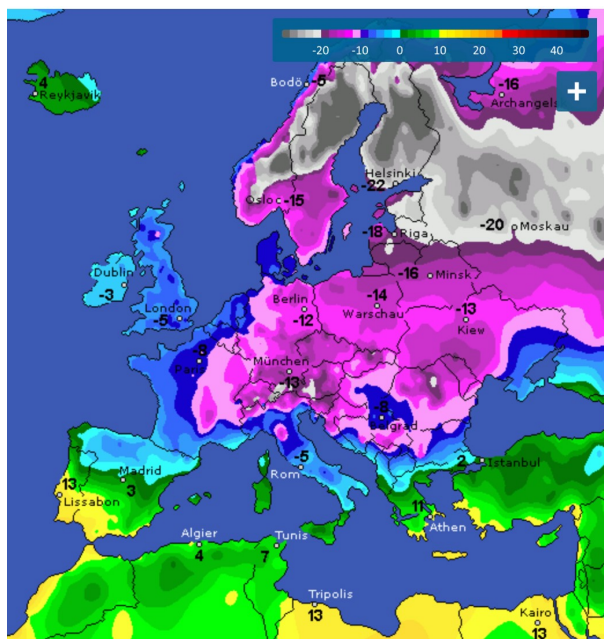 -20 -10 0 10 20 30 40
+
4
Reykjavik
Bodö
-5
-16
Archangels
Helsinki
-22
Oslo
-15
-18
Riga
-20
Moskau
-16
Minsk
Dublin
-3
London
-5
Berlin
-12
-14
Warschau
-13
Kiew
-8
Paris
München
-13
-8
Belgrad
-5
Rom
2
Istanbul
Madrid
3
13
Lissabon
11
Athen
Algier
4
Tunis
7
Tripolis
13
Kairo
13